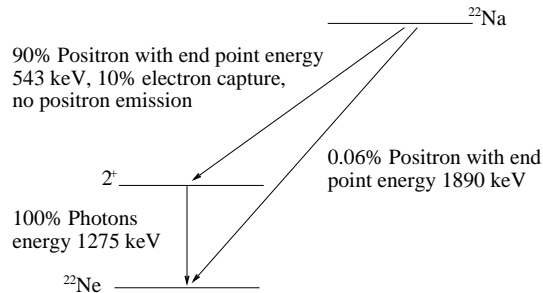 ²²Na
90% Positron with end point energy
543 keV, 10% electron capture,
no positron emission
0.06% Positron with end
point energy 1890 keV
2⁺
100% Photons
energy 1275 keV
²²Ne